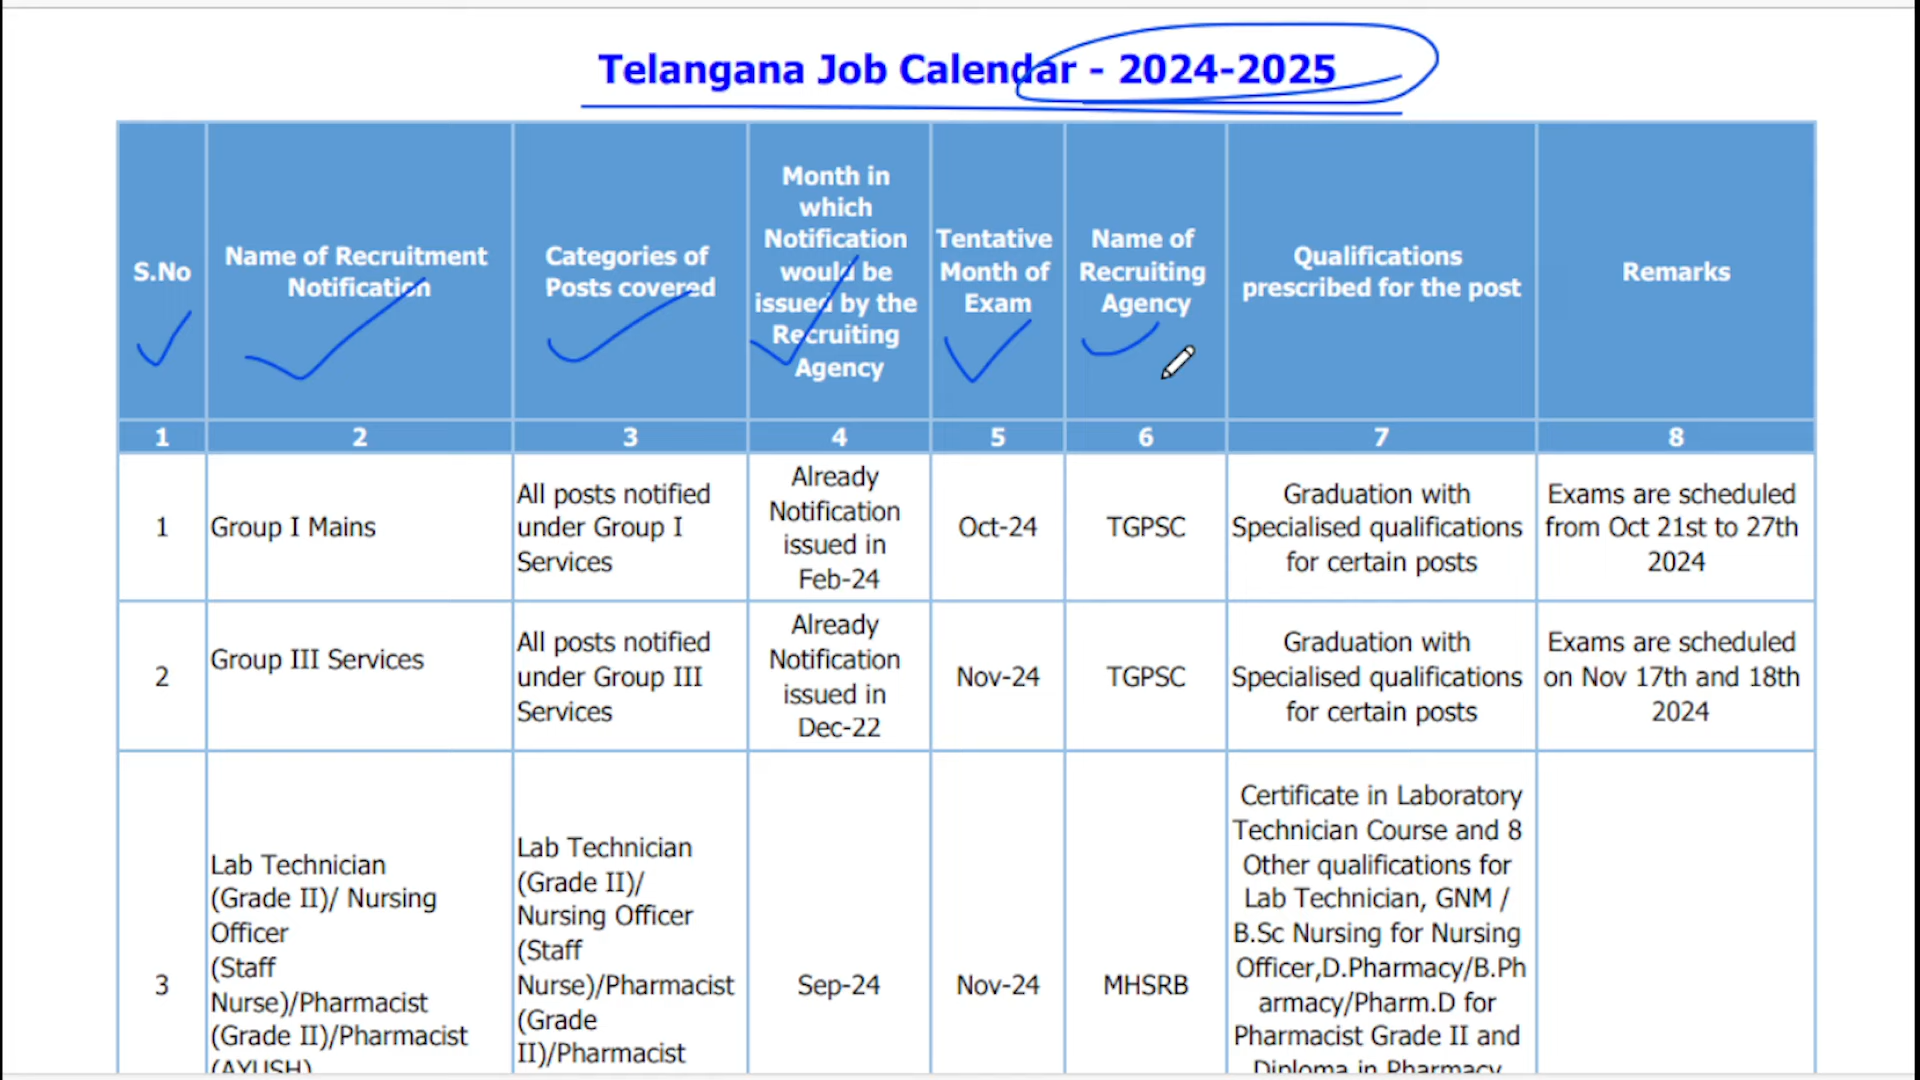 Telangana Job Calendar - 2024-2025
S.No
Name of Recruitment
Notification
Categories of
Posts covered
Month in
which
Notification
would be
issued by the
Recruiting
Agency
Tentative
Month of
Exam
Name of
Recruiting
Agency
Qualifications
prescribed for the post
Remarks
1
2
3
4
5
6
7
8
1
Group I Mains
All posts notified
under Group I
Services
Already
Notification
issued in
Feb-24
Oct-24
TGPSC
Graduation with
Specialised qualifications
for certain posts
Exams are scheduled
from Oct 21st to 27th
2024
2
Group III Services
All posts notified
under Group III
Services
Already
Notification
issued in
Dec-22
Nov-24
TGPSC
Graduation with
Specialised qualifications
for certain posts
Exams are scheduled
on Nov 17th and 18th
2024
3
Lab Technician
(Grade II)/ Nursing
Officer
(Staff
Nurse)/Pharmacist
(Grade II)/Pharmacist
(AYUSH)
Lab Technician
(Grade II)/
Nursing Officer
(Staff
Nurse)/Pharmacist
(Grade
II)/Pharmacist
Sep-24
Nov-24
MHSRB
Certificate in Laboratory
Technician Course and 8
Other qualifications for
Lab Technician, GNM /
B.Sc Nursing for Nursing
Officer,D.Pharmacy/B.Ph
armacy/Pharm.D for
Pharmacist Grade II and
Diploma in Pharmacy